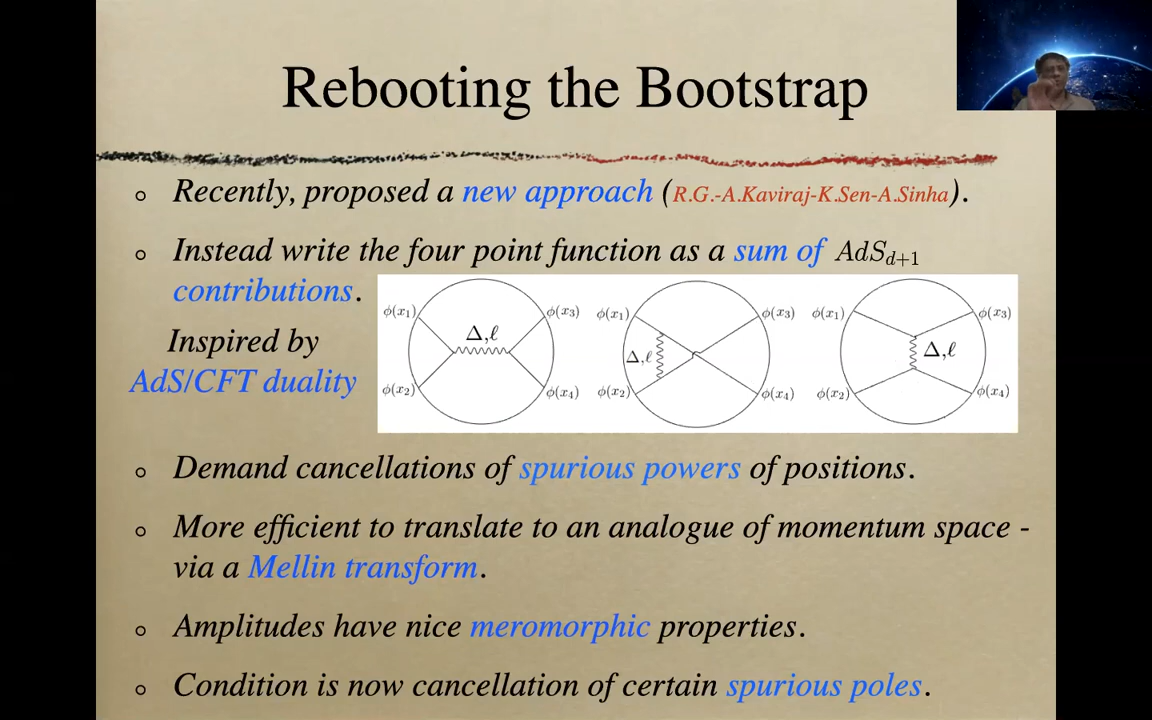 Rebooting the Bootstrap
Recently, proposed a new approach (R.G.-A.Kaviraj-K.Sen-A.Sinha).
Instead write the four point function as a sum of AdS_{d+1}
contributions.
Inspired by
AdS/CFT duality
ϕ(x₁) ϕ(x₃) ϕ(x₁) ϕ(x₃) ϕ(x₁) ϕ(x₃)
Δ,ℓ Δ,ℓ Δ,ℓ
ϕ(x₂) ϕ(x₄) ϕ(x₂) ϕ(x₄) ϕ(x₂) ϕ(x₄)
Demand cancellations of spurious powers of positions.
More efficient to translate to an analogue of momentum space -
via a Mellin transform.
Amplitudes have nice meromorphic properties.
Condition is now cancellation of certain spurious poles.